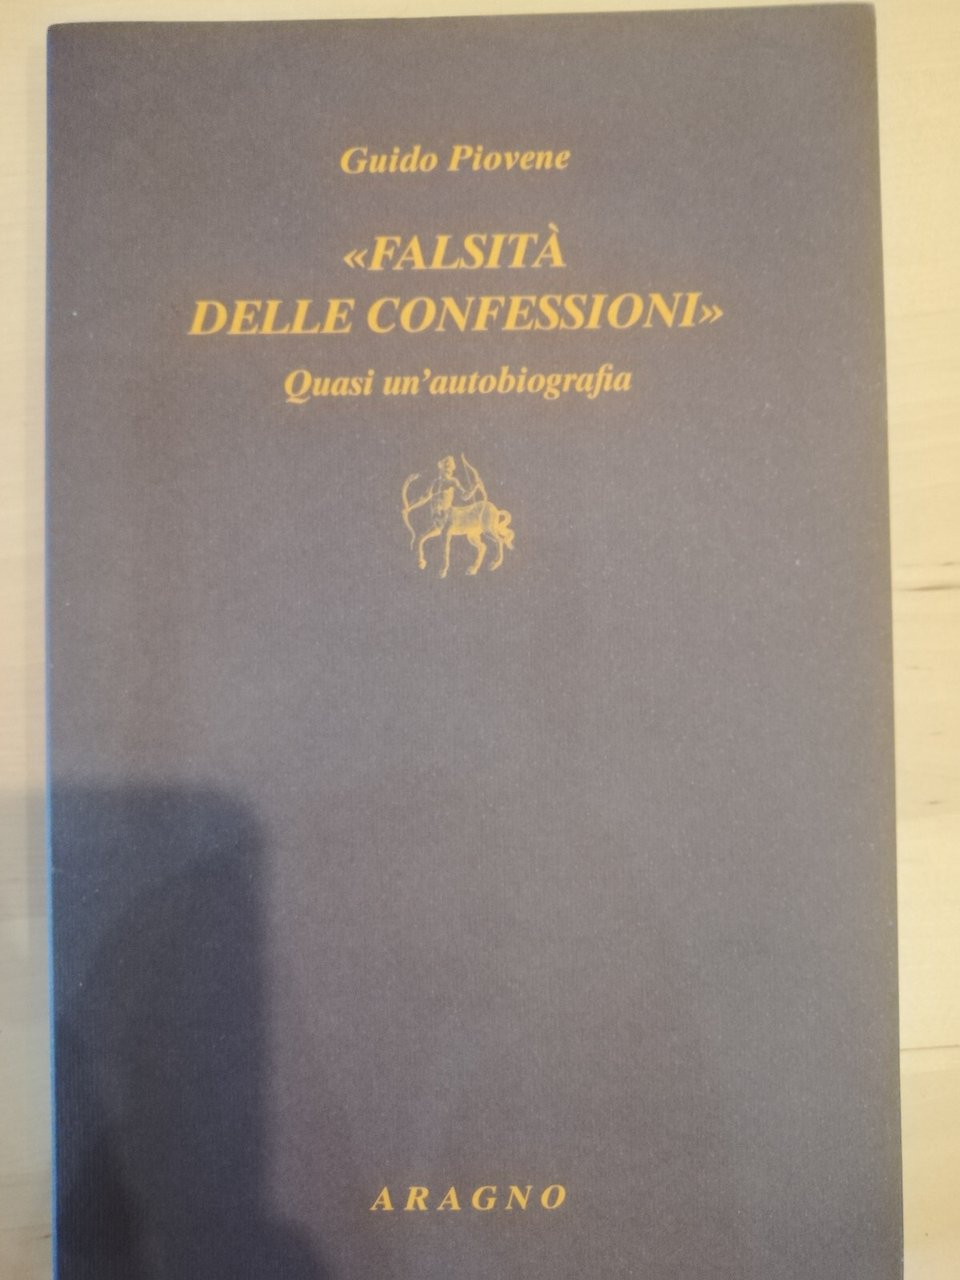 Guido Piovene
«FALSITÀ
DELLE CONFESSIONI»
Quasi un'autobiografia
ARAGNO